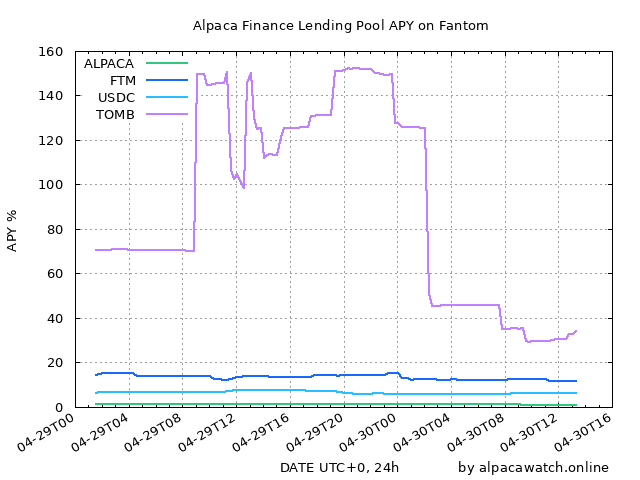 Alpaca Finance Lending Pool APY on Fantom
ALPACA
FTM
USDC
TOMB
APY %
160
140
120
100
80
60
40
20
0
04-29T00
04-29T04
04-29T08
04-29T12
04-29T16
04-29T20
04-30T00
04-30T04
04-30T08
04-30T12
04-30T16
DATE UTC+0, 24h
by alpacawatch.online